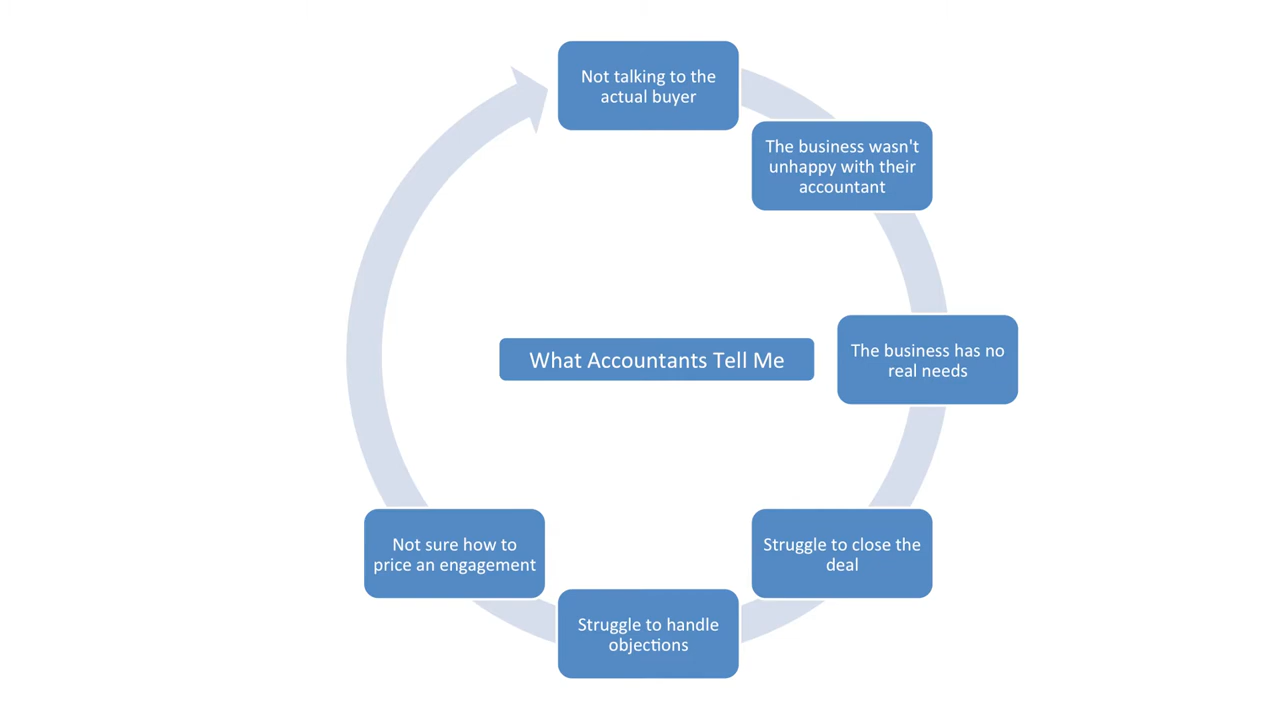 Not talking to the
actual buyer
The business wasn't
unhappy with their
accountant
The business has no
real needs
What Accountants Tell Me
Struggle to close the
deal
Struggle to handle
objections
Not sure how to
price an engagement